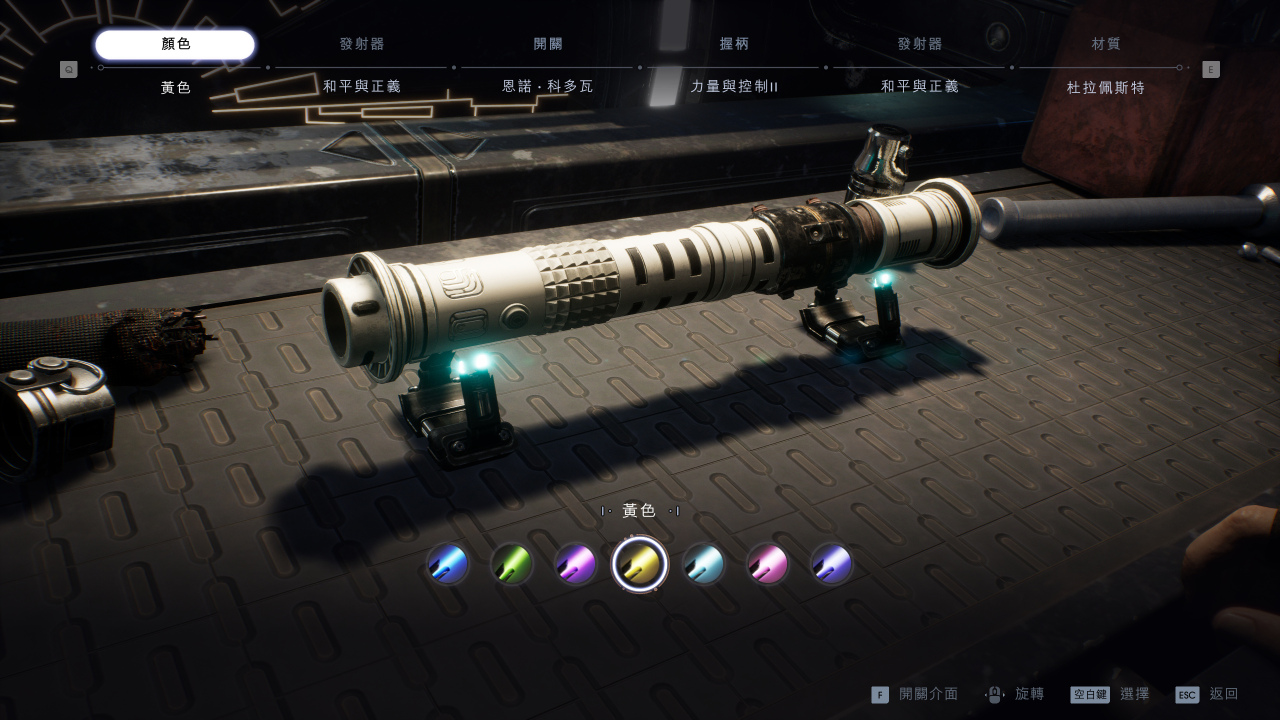 顏色 發射器 開關 握柄 發射器 材質
Q E
黃色 和平與正義 恩諾·科多瓦 力量與控制II 和平與正義 杜拉佩斯特
黃色
F 開關介面 旋轉 空白鍵 選擇 ESC 返回